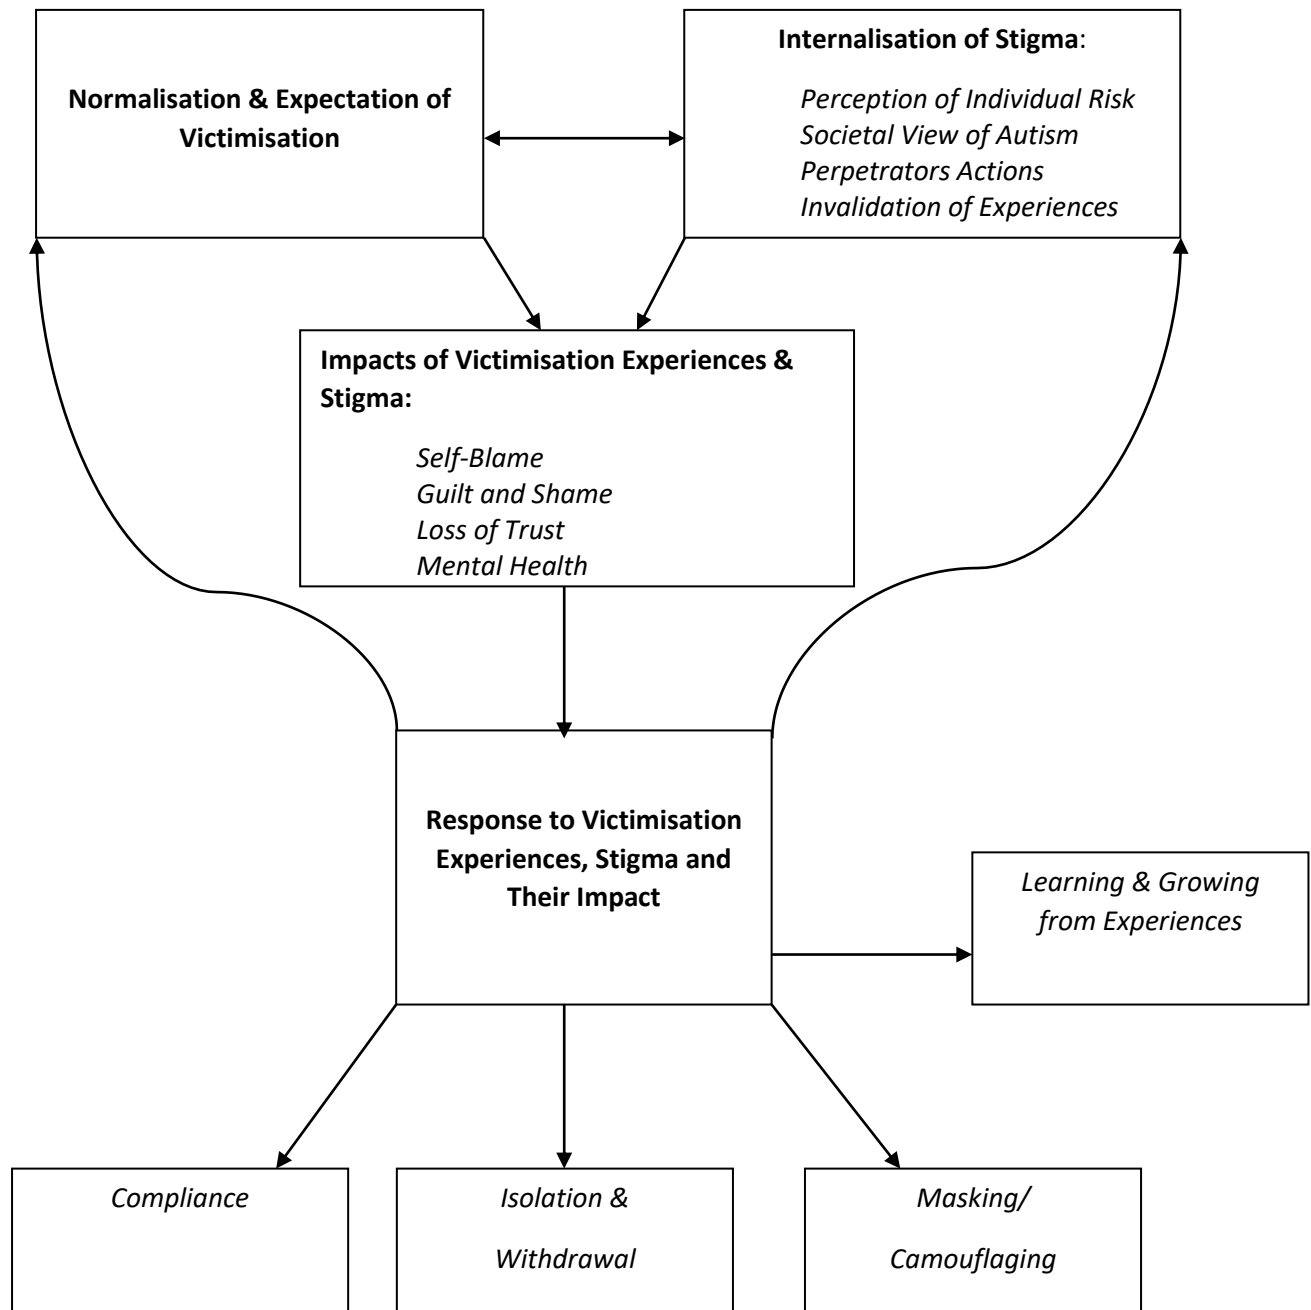 Normalisation & Expectation of
Victimisation
Internalisation of Stigma:
Perception of Individual Risk
Societal View of Autism
Perpetrators Actions
Invalidation of Experiences
Impacts of Victimisation Experiences &
Stigma:
Self-Blame
Guilt and Shame
Loss of Trust
Mental Health
Response to Victimisation
Experiences, Stigma and
Their Impact
Learning & Growing
from Experiences
Compliance
Isolation &
Withdrawal
Masking/
Camouflaging